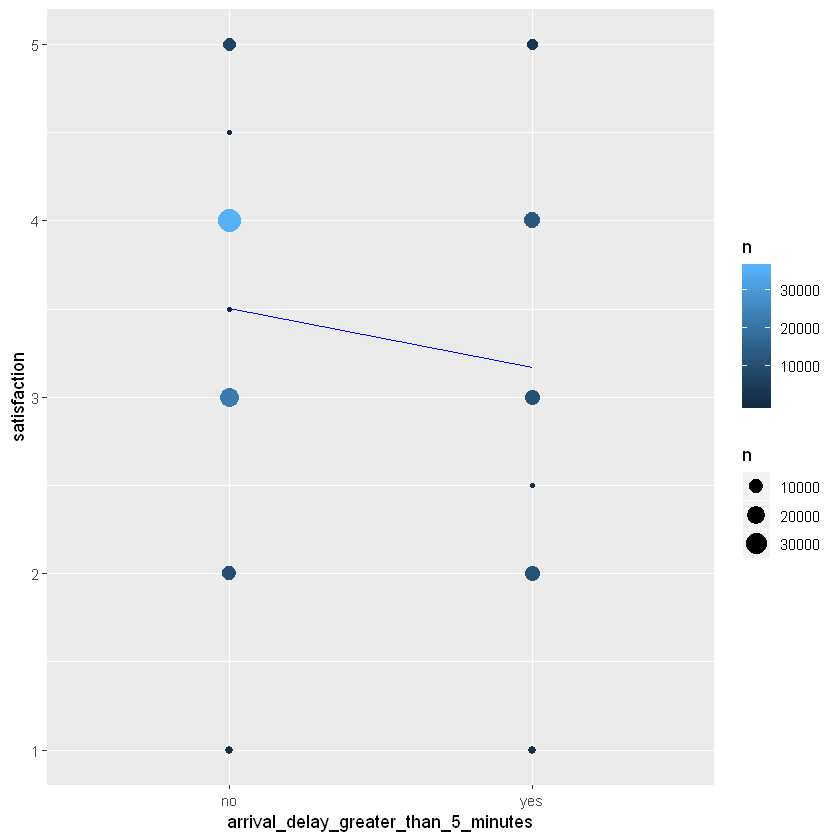 satisfaction
5
4
3
2
1
no
yes
arrival_delay_greater_than_5_minutes
n
30000
20000
10000
n
10000
20000
30000